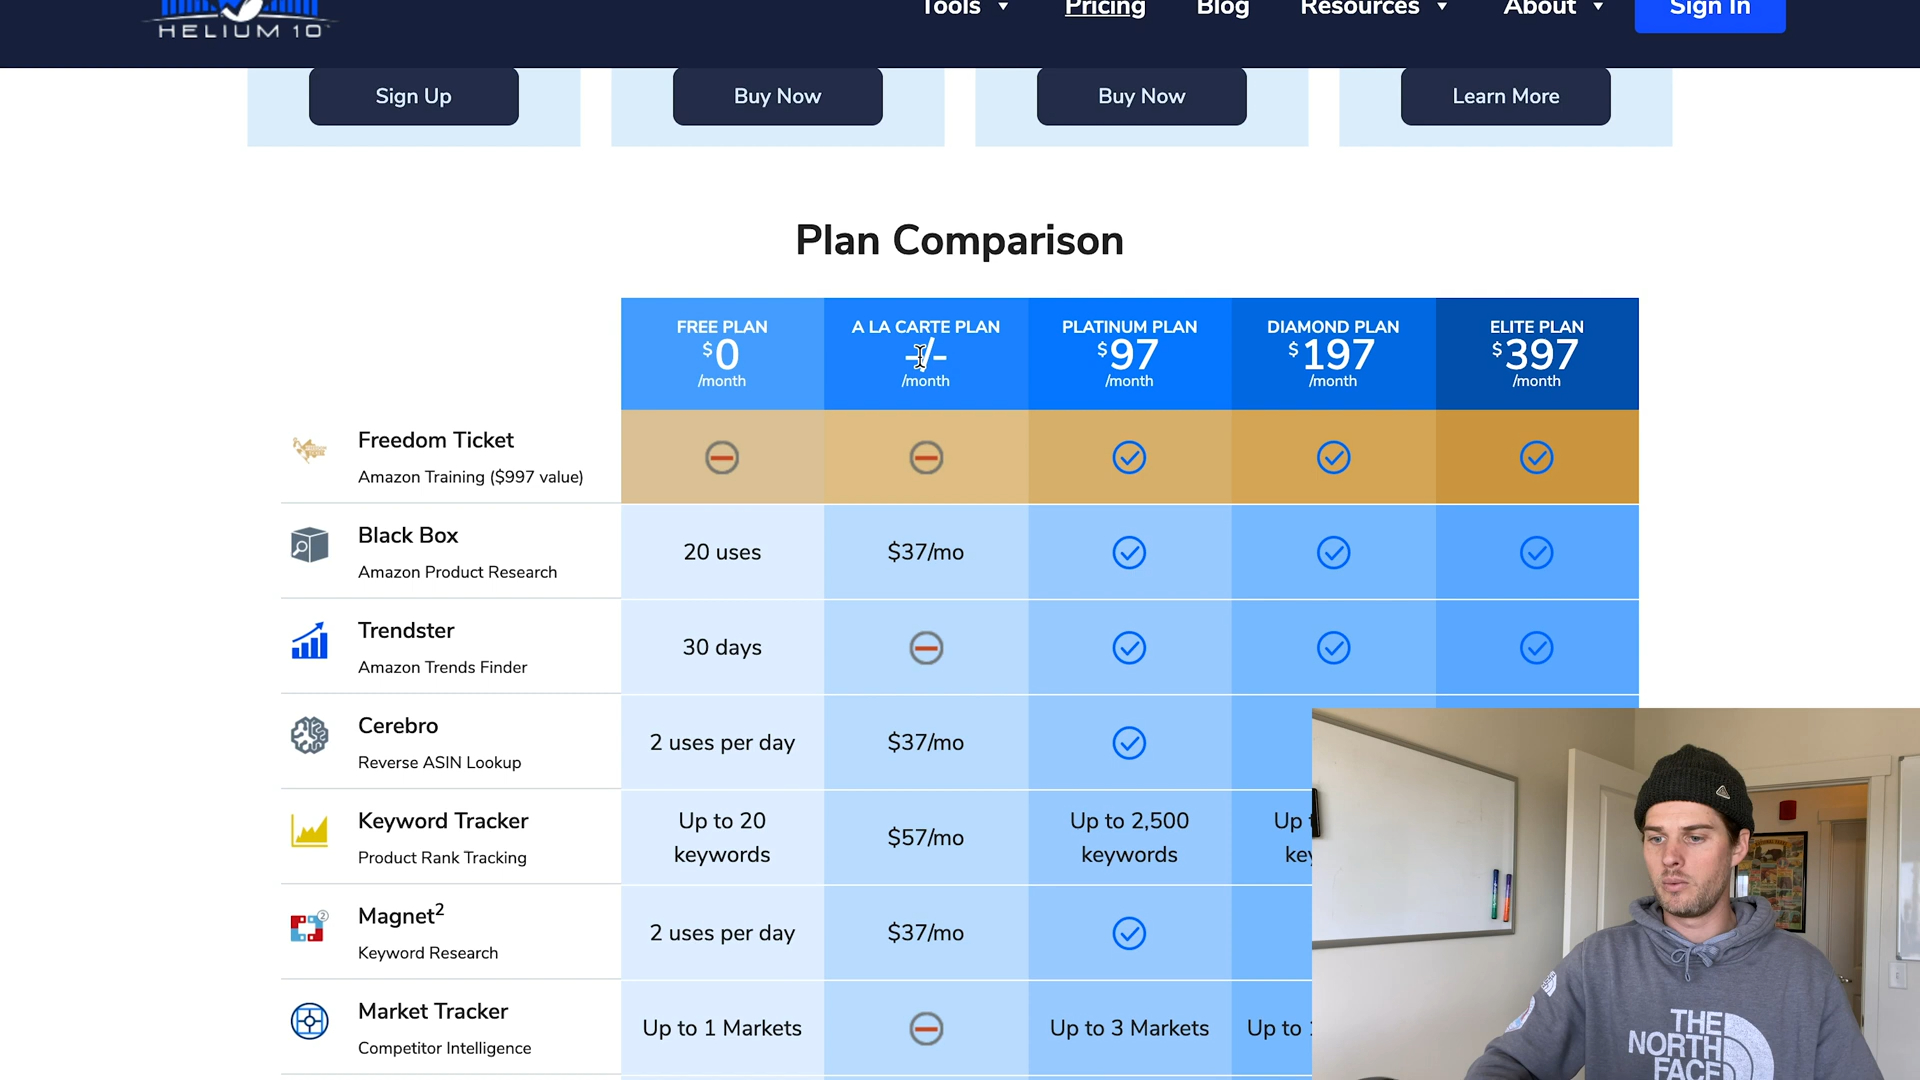 HELIUM 10
Tools Pricing Blog Resources About Sign In
Sign Up Buy Now Buy Now Learn More
Plan Comparison
FREE PLAN A LA CARTE PLAN PLATINUM PLAN DIAMOND PLAN ELITE PLAN
$0 -/- $97 $197 $397
/month /month /month /month /month
Freedom Ticket
Amazon Training ($997 value)
Black Box
Amazon Product Research
20 uses $37/mo
Trendster
Amazon Trends Finder
30 days
Cerebro
Reverse ASIN Lookup
2 uses per day $37/mo
Keyword Tracker
Product Rank Tracking
Up to 20 keywords
$57/mo
Up to 2,500 keywords
Up
Magnet2
Keyword Research
2 uses per day $37/mo
Market Tracker
Competitor Intelligence
Up to 1 Markets
Up to 3 Markets
Up to
THE
NORTH
FACE